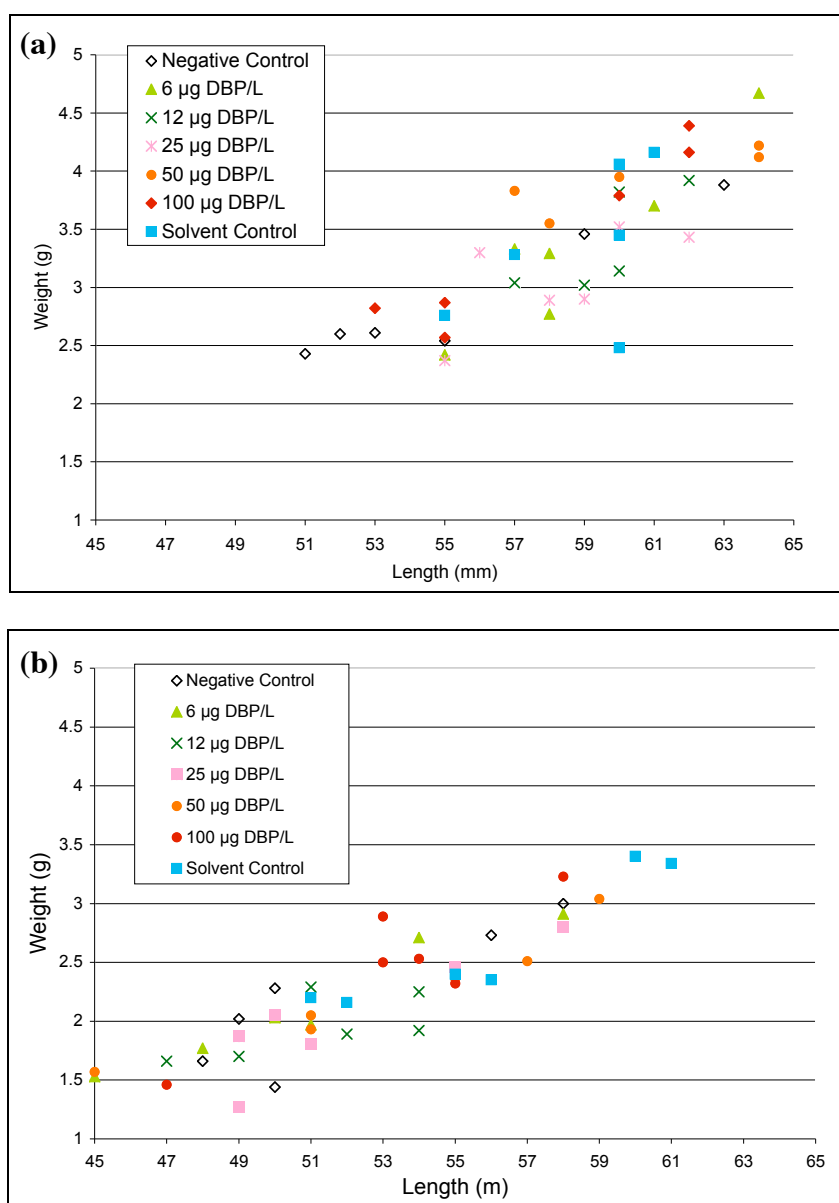 (a)
Negative Control
6 µg DBP/L
12 µg DBP/L
25 µg DBP/L
50 µg DBP/L
100 µg DBP/L
Solvent Control
5
4.5
4
3.5
3
2.5
2
1.5
1
Weight (g)
45 47 49 51 53 55 57 59 61 63 65
Length (mm)
(b)
Negative Control
6 µg DBP/L
12 µg DBP/L
25 µg DBP/L
50 µg DBP/L
100 µg DBP/L
Solvent Control
5
4.5
4
3.5
3
2.5
2
1.5
1
Weight (g)
45 47 49 51 53 55 57 59 61 63 65
Length (m)